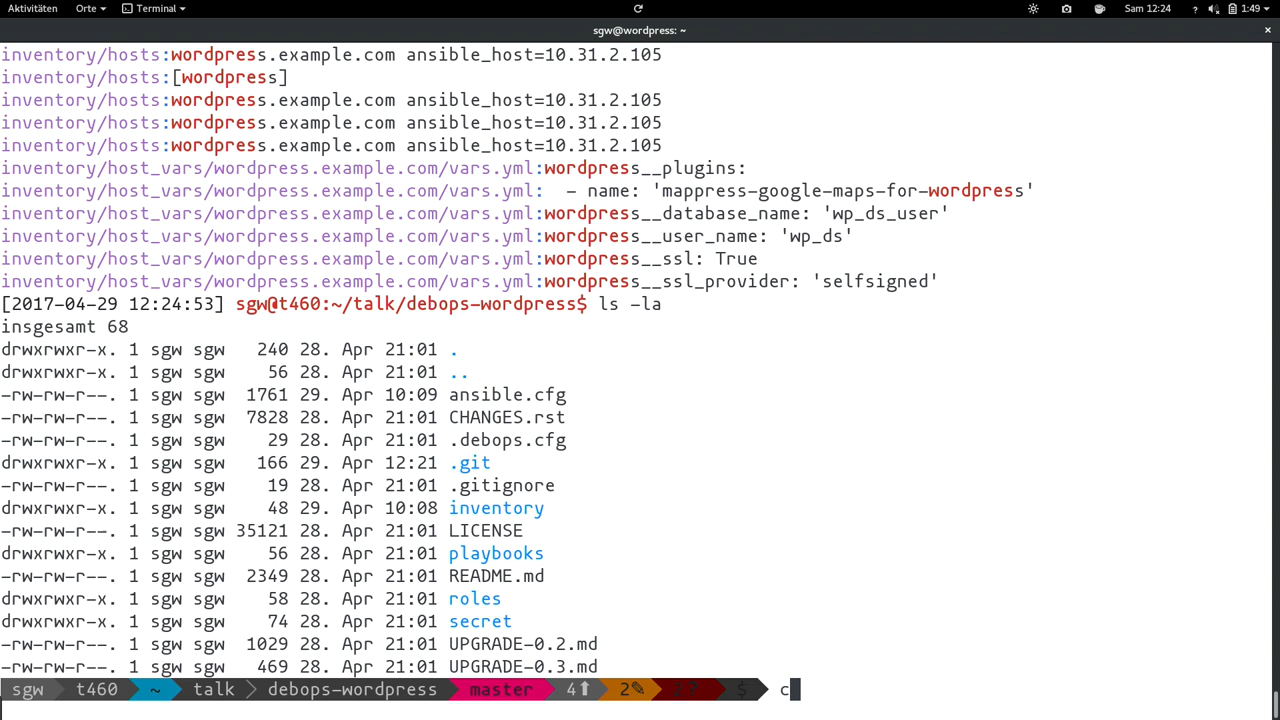 Aktivitäten Orte Terminal Sam 12:24 ? 1:49
sgw@wordpress: ~ ×
inventory/hosts:wordpress.example.com ansible_host=10.31.2.105
inventory/hosts:[wordpress]
inventory/hosts:wordpress.example.com ansible_host=10.31.2.105
inventory/hosts:wordpress.example.com ansible_host=10.31.2.105
inventory/hosts:wordpress.example.com ansible_host=10.31.2.105
inventory/host_vars/wordpress.example.com/vars.yml:wordpress__plugins:
inventory/host_vars/wordpress.example.com/vars.yml:  - name: 'mappress-google-maps-for-wordpress'
inventory/host_vars/wordpress.example.com/vars.yml:wordpress__database_name: 'wp_ds_user'
inventory/host_vars/wordpress.example.com/vars.yml:wordpress__user_name: 'wp_ds'
inventory/host_vars/wordpress.example.com/vars.yml:wordpress__ssl: True
inventory/host_vars/wordpress.example.com/vars.yml:wordpress__ssl_provider: 'selfsigned'
[2017-04-29 12:24:53] sgw@t460:~/talk/debops-wordpress$ ls -la
insgesamt 68
drwxrwxr-x. 1 sgw sgw   240 28. Apr 21:01 .
drwxrwxr-x. 1 sgw sgw    56 28. Apr 21:01 ..
-rw-rw-r--. 1 sgw sgw  1761 29. Apr 10:09 ansible.cfg
-rw-rw-r--. 1 sgw sgw  7828 28. Apr 21:01 CHANGES.rst
-rw-rw-r--. 1 sgw sgw    29 28. Apr 21:01 .debops.cfg
drwxrwxr-x. 1 sgw sgw   166 29. Apr 12:21 .git
-rw-rw-r--. 1 sgw sgw    19 28. Apr 21:01 .gitignore
drwxrwxr-x. 1 sgw sgw    48 29. Apr 10:08 inventory
-rw-rw-r--. 1 sgw sgw 35121 28. Apr 21:01 LICENSE
drwxrwxr-x. 1 sgw sgw    56 28. Apr 21:01 playbooks
-rw-rw-r--. 1 sgw sgw  2349 28. Apr 21:01 README.md
drwxrwxr-x. 1 sgw sgw    58 28. Apr 21:01 roles
drwxrwxr-x. 1 sgw sgw    74 28. Apr 21:01 secret
-rw-rw-r--. 1 sgw sgw  1029 28. Apr 21:01 UPGRADE-0.2.md
-rw-rw-r--. 1 sgw sgw   469 28. Apr 21:01 UPGRADE-0.3.md
sgw t460 ~ talk debops-wordpress master 4⬆ 2✎ $ c